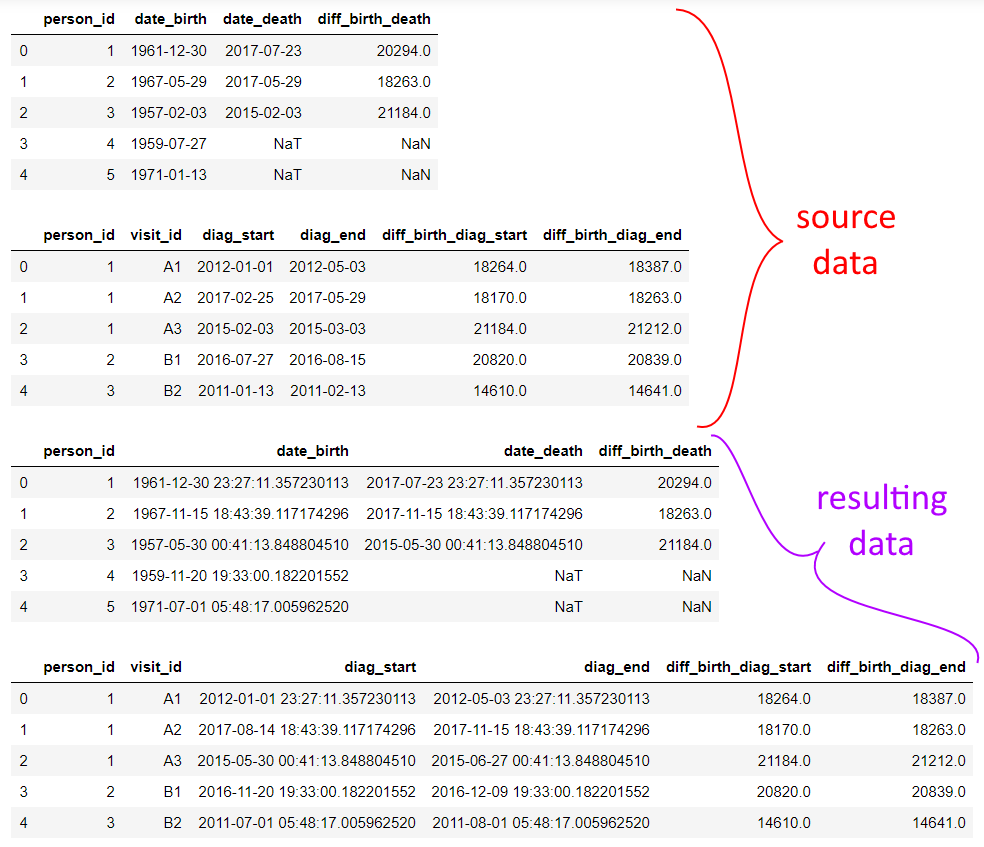 person_id date_birth date_death diff_birth_death
0 1 1961-12-30 2017-07-23 20294.0
1 2 1967-05-29 2017-05-29 18263.0
2 3 1957-02-03 2015-02-03 21184.0
3 4 1959-07-27 NaT NaN
4 5 1971-01-13 NaT NaN
person_id visit_id diag_start diag_end diff_birth_diag_start diff_birth_diag_end
0 1 A1 2012-01-01 2012-05-03 18264.0 18387.0
1 1 A2 2017-02-25 2017-05-29 18170.0 18263.0
2 1 A3 2015-02-03 2015-03-03 21184.0 21212.0
3 2 B1 2016-07-27 2016-08-15 20820.0 20839.0
4 3 B2 2011-01-13 2011-02-13 14610.0 14641.0
source
data
person_id date_birth date_death diff_birth_death
0 1 1961-12-30 23:27:11.357230113 2017-07-23 23:27:11.357230113 20294.0
1 2 1967-11-15 18:43:39.117174296 2017-11-15 18:43:39.117174296 18263.0
2 3 1957-05-30 00:41:13.848804510 2015-05-30 00:41:13.848804510 21184.0
3 4 1959-11-20 19:33:00.182201552 NaT NaN
4 5 1971-07-01 05:48:17.005962520 NaT NaN
resulting
data
person_id visit_id diag_start diag_end diff_birth_diag_start diff_birth_diag_end
0 1 A1 2012-01-01 23:27:11.357230113 2012-05-03 23:27:11.357230113 18264.0 18387.0
1 1 A2 2017-08-14 18:43:39.117174296 2017-11-15 18:43:39.117174296 18170.0 18263.0
2 1 A3 2015-05-30 00:41:13.848804510 2015-06-27 00:41:13.848804510 21184.0 21212.0
3 2 B1 2016-11-20 19:33:00.182201552 2016-12-09 19:33:00.182201552 20820.0 20839.0
4 3 B2 2011-07-01 05:48:17.005962520 2011-08-01 05:48:17.005962520 14610.0 14641.0